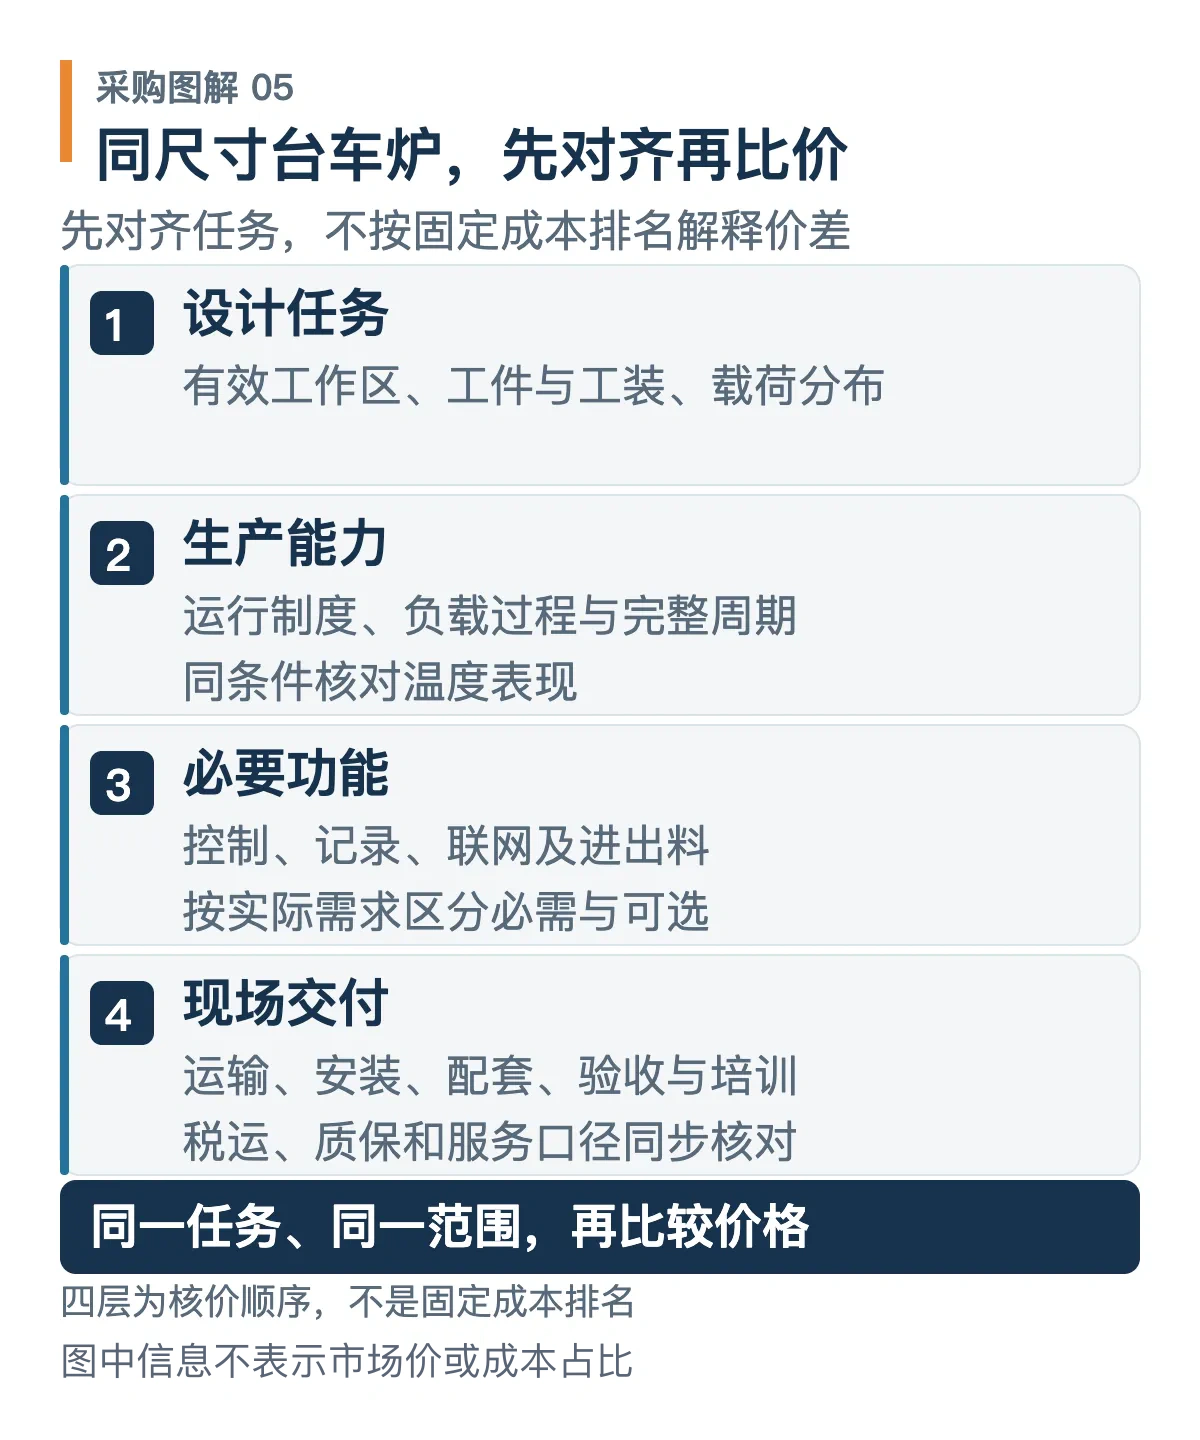 采购图解 05
同尺寸台车炉，先对齐再比价
先对齐任务，不按固定成本排名解释价差
1
设计任务
有效工作区、工件与工装、载荷分布
2
生产能力
运行制度、负载过程与完整周期
同条件核对温度表现
3
必要功能
控制、记录、联网及进出料
按实际需求区分必需与可选
4
现场交付
运输、安装、配套、验收与培训
税运、质保和服务口径同步核对
同一任务、同一范围，再比较价格
四层为核价顺序，不是固定成本排名
图中信息不表示市场价或成本占比